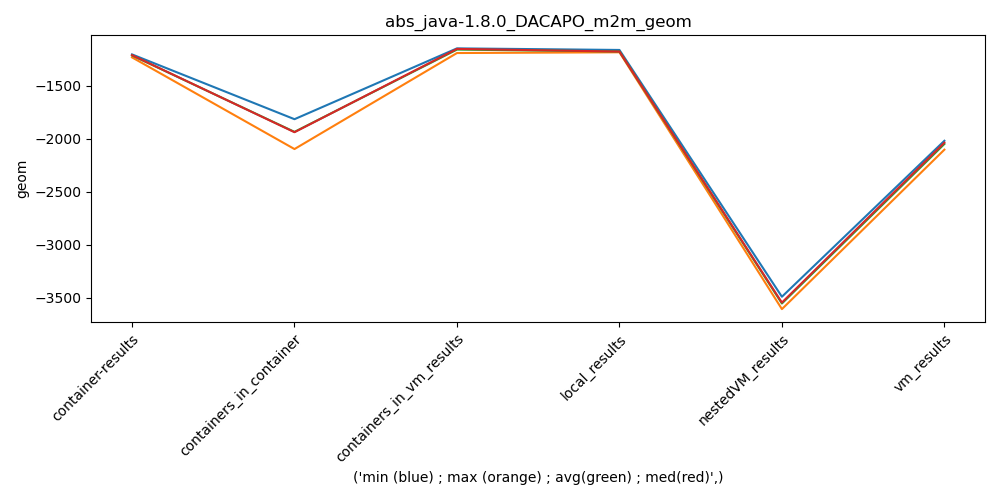 abs_java-1.8.0_DACAPO_m2m_geom
geom
−1500
−2000
−2500
−3000
−3500
container-results
containers_in_container
containers_in_vm_results
local_results
nestedVM_results
vm_results
('min (blue) ; max (orange) ; avg(green) ; med(red)',)